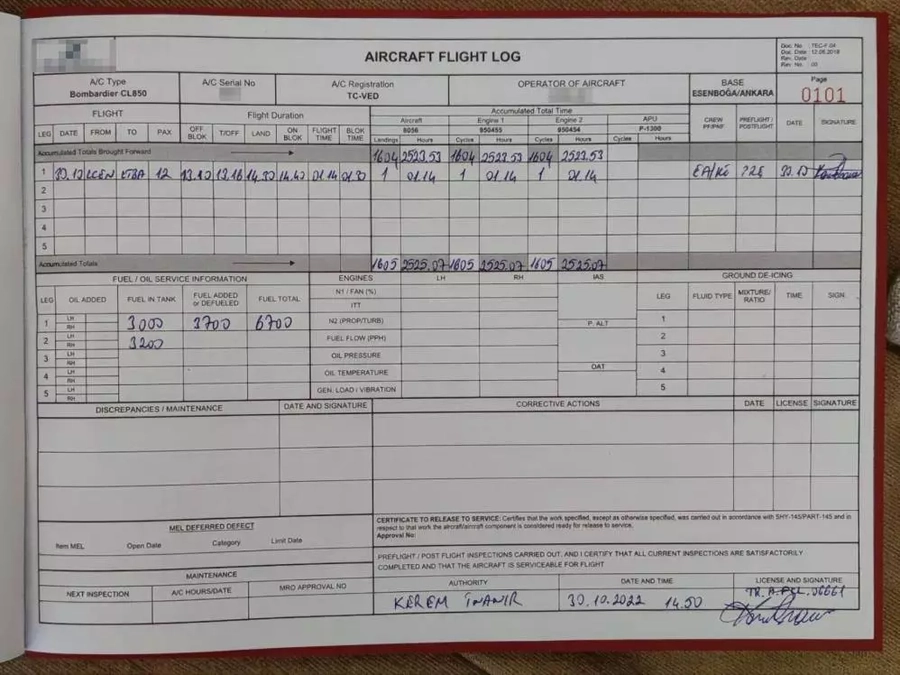 Doc. No : TEC-F.04
Doc. Date : 12.06.2018
Rev. Date :
Rev. No. : 00
AIRCRAFT FLIGHT LOG
A/C Type
Bombardier CL850
A/C Serial No
A/C Registration
TC-VED
OPERATOR OF AIRCRAFT
BASE
ESENBOĞA/ANKARA
Page
0101
FLIGHT
Flight Duration
Accumulated Total Time
Aircraft Engine 1 Engine 2 APU
8056 950455 950454 P-1300
LEG DATE FROM TO PAX OFF BLOK T/OFF LAND ON BLOK FLIGHT TIME BLOK TIME Landings Hours Cycles Hours Cycles Hours Cycles Hours CREW PF/PNF PREFLIGHT / POSTFLIGHT DATE SIGNATURE
Accumulated Totals Brought Forward 1604 2523.53 1604 2523.53 1604 2523.53
1 30.10 LCEN LTBA 12 13.10 13.16 14.30 14.40 01.14 01.30 1 01.14 1 01.14 1 01.14 30.10
2
3
4
5
Accumulated Totals 1605 2525.07 1605 2525.07 1605 2525.07
FUEL / OIL SERVICE INFORMATION
LEG OIL ADDED FUEL IN TANK FUEL ADDED or DEFUELED FUEL TOTAL
1 LH RH 3000 3700 6700
2 LH RH 3200
3 LH RH
4 LH RH
5 LH RH
ENGINES LH RH IAS
N1 / FAN (%)
ITT
N2 (PROP/TURB) P. ALT
FUEL FLOW (PPH)
OIL PRESSURE
OIL TEMPERATURE OAT
GEN. LOAD / VIBRATION
GROUND DE-ICING
LEG FLUID TYPE MIXTURE/ RATIO TIME SIGN.
1
2
3
4
5
DISCREPANCIES / MAINTENANCE DATE AND SIGNATURE CORRECTIVE ACTIONS DATE LICENSE SIGNATURE
MEL DEFERRED DEFECT
Item MEL Open Date Category Limit Date
MAINTENANCE
NEXT INSPECTION A/C HOURS/DATE MRO APPROVAL NO
CERTIFICATE TO RELEASE TO SERVICE: Certifies that the work specified, except as otherwise specified, was carried out in accordance with SHY-145/PART-145 and in
respect to that work the aircraft/aircraft component is considered ready for release to service.
Approval No:
PREFLIGHT / POST FLIGHT INSPECTIONS CARRIED OUT. AND I CERTIFY THAT ALL CURRENT INSPECTIONS ARE SATISFACTORILY
COMPLETED AND THAT THE AIRCRAFT IS SERVICEABLE FOR FLIGHT
AUTHORITY DATE AND TIME LICENSE AND SIGNATURE
KEREM İNANIR 30.10.2022 14.50 TR.A.PCL.06661